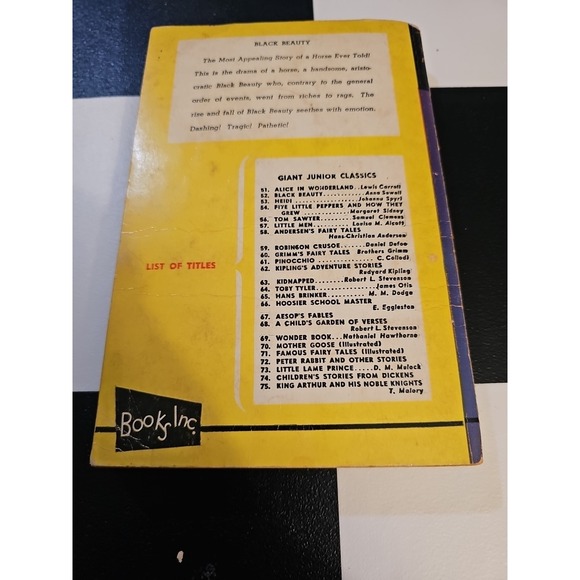 BLACK BEAUTY
The Most Appealing Story of a Horse Ever Told!
This is the drama of a horse, a handsome, aristo-
cratic Black Beauty who, contrary to the general
order of events, went from riches to rags. The
rise and fall of Black Beauty seethes with emotion.
Dashing! Tragic! Pathetic!
LIST OF TITLES
GIANT JUNIOR CLASSICS
51. ALICE IN WONDERLAND...Lewis Carroll
52. BLACK BEAUTY...............Anna Sewell
53. HEIDI .......................Johanna Spyri
54. FIVE LITTLE PEPPERS AND HOW THEY
GREW ..............Margaret Sidney
56. TOM SAWYER...........Samuel Clemens
57. LITTLE MEN...........Louisa M. Alcott
58. ANDERSEN'S FAIRY TALES
Hans-Christian Andersen
59. ROBINSON CRUSOE........Daniel Defoe
60. GRIMM'S FAIRY TALES Brothers Grimm
61. PINOCCHIO ..............C. Collodi
62. KIPLING'S ADVENTURE STORIES
Rudyard Kipling
63. KIDNAPPED.........Robert L. Stevenson
64. TOBY TYLER................James Otis
65. HANS BRINKER..........M. M. Dodge
66. HOOSIER SCHOOL MASTER
E. Eggleston
67. AESOP'S FABLES
68. A CHILD'S GARDEN OF VERSES
Robert L. Stevenson
69. WONDER BOOK...Nathaniel Hawthorne
70. MOTHER GOOSE (Illustrated)
71. FAMOUS FAIRY TALES (Illustrated)
72. PETER RABBIT AND OTHER STORIES
73. LITTLE LAME PRINCE.....D. M. Mulock
74. CHILDREN'S STORIES FROM DICKENS
75. KING ARTHUR AND HIS NOBLE KNIGHTS
T. Malory
Books Inc.